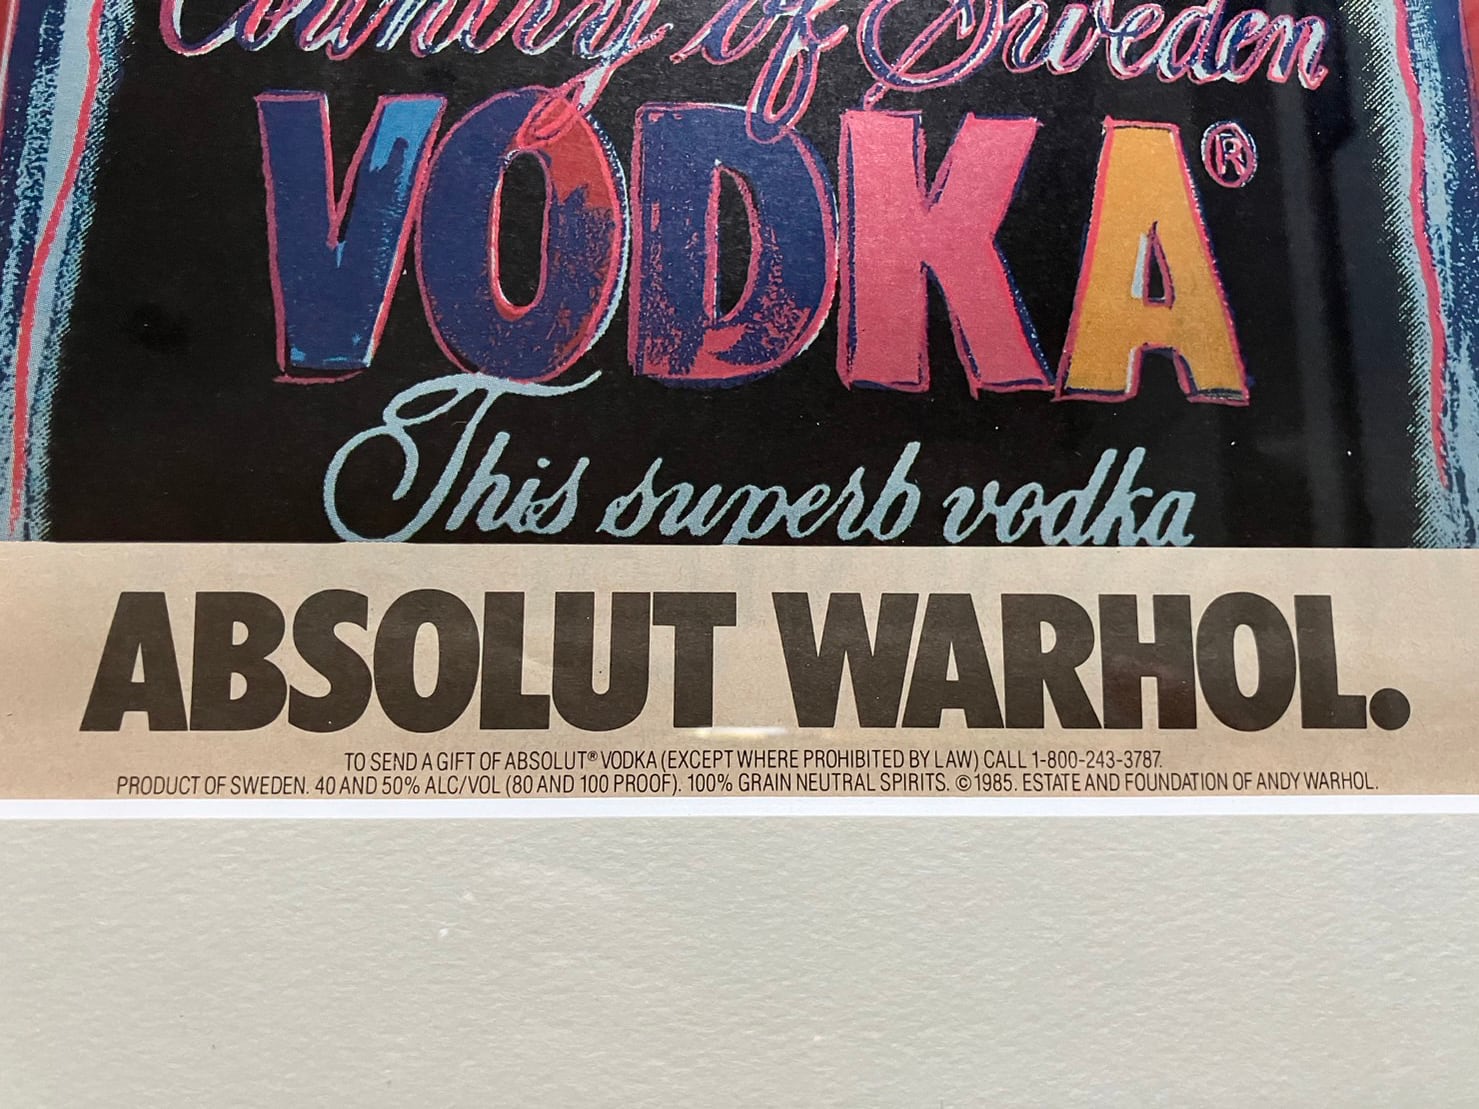 Country of Sweden
VODKA®
This superb vodka
ABSOLUT WARHOL.
TO SEND A GIFT OF ABSOLUT® VODKA (EXCEPT WHERE PROHIBITED BY LAW) CALL 1-800-243-3787.
PRODUCT OF SWEDEN. 40 AND 50% ALC/VOL (80 AND 100 PROOF). 100% GRAIN NEUTRAL SPIRITS. ©1985. ESTATE AND FOUNDATION OF ANDY WARHOL.